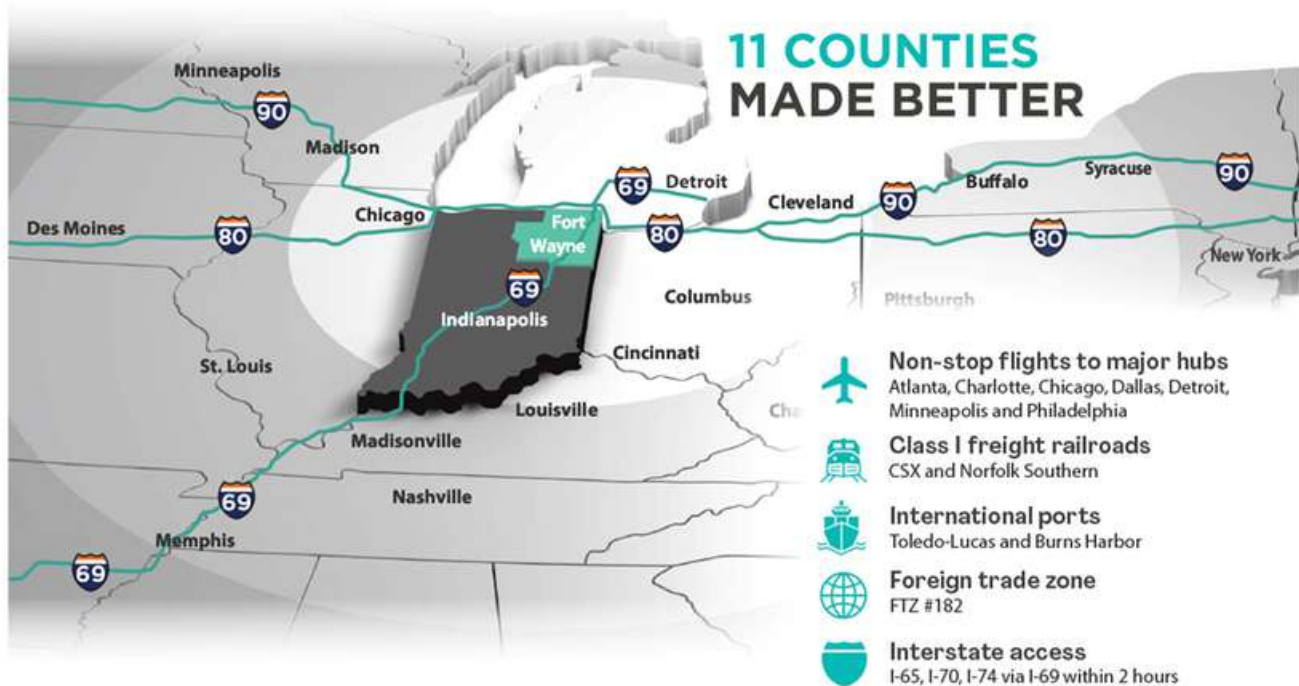 11 COUNTIES
MADE BETTER
Minneapolis
90
Madison
69
Detroit
Buffalo
Syracuse
90
Chicago
Cleveland
90
Des Moines
80
Fort
Wayne
80
80
New York
69
Columbus
Pittsburgh
Indianapolis
St. Louis
Cincinnati
Louisville
Madisonville
Nashville
69
Memphis
69
Non-stop flights to major hubs
Atlanta, Charlotte, Chicago, Dallas, Detroit,
Minneapolis and Philadelphia
Class I freight railroads
CSX and Norfolk Southern
International ports
Toledo-Lucas and Burns Harbor
Foreign trade zone
FTZ #182
Interstate access
I-65, I-70, I-74 via I-69 within 2 hours